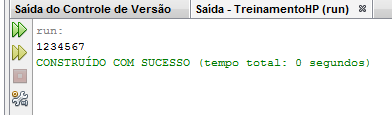 Saída do Controle de Versão
Saída - TreinamentoHP (run)
run:
1234567
CONSTRUÍDO COM SUCESSO (tempo total: 0 segundos)